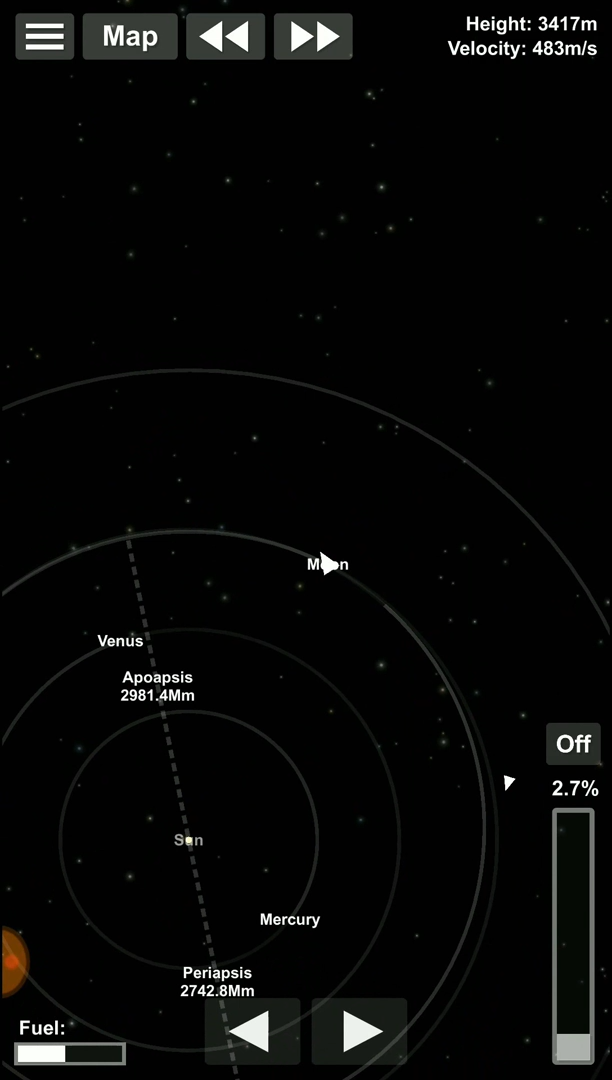 Map
Height: 3417m
Velocity: 483m/s
Moon
Venus
Apoapsis
2981.4Mm
Off
2.7%
Sun
Mercury
Periapsis
2742.8Mm
Fuel: